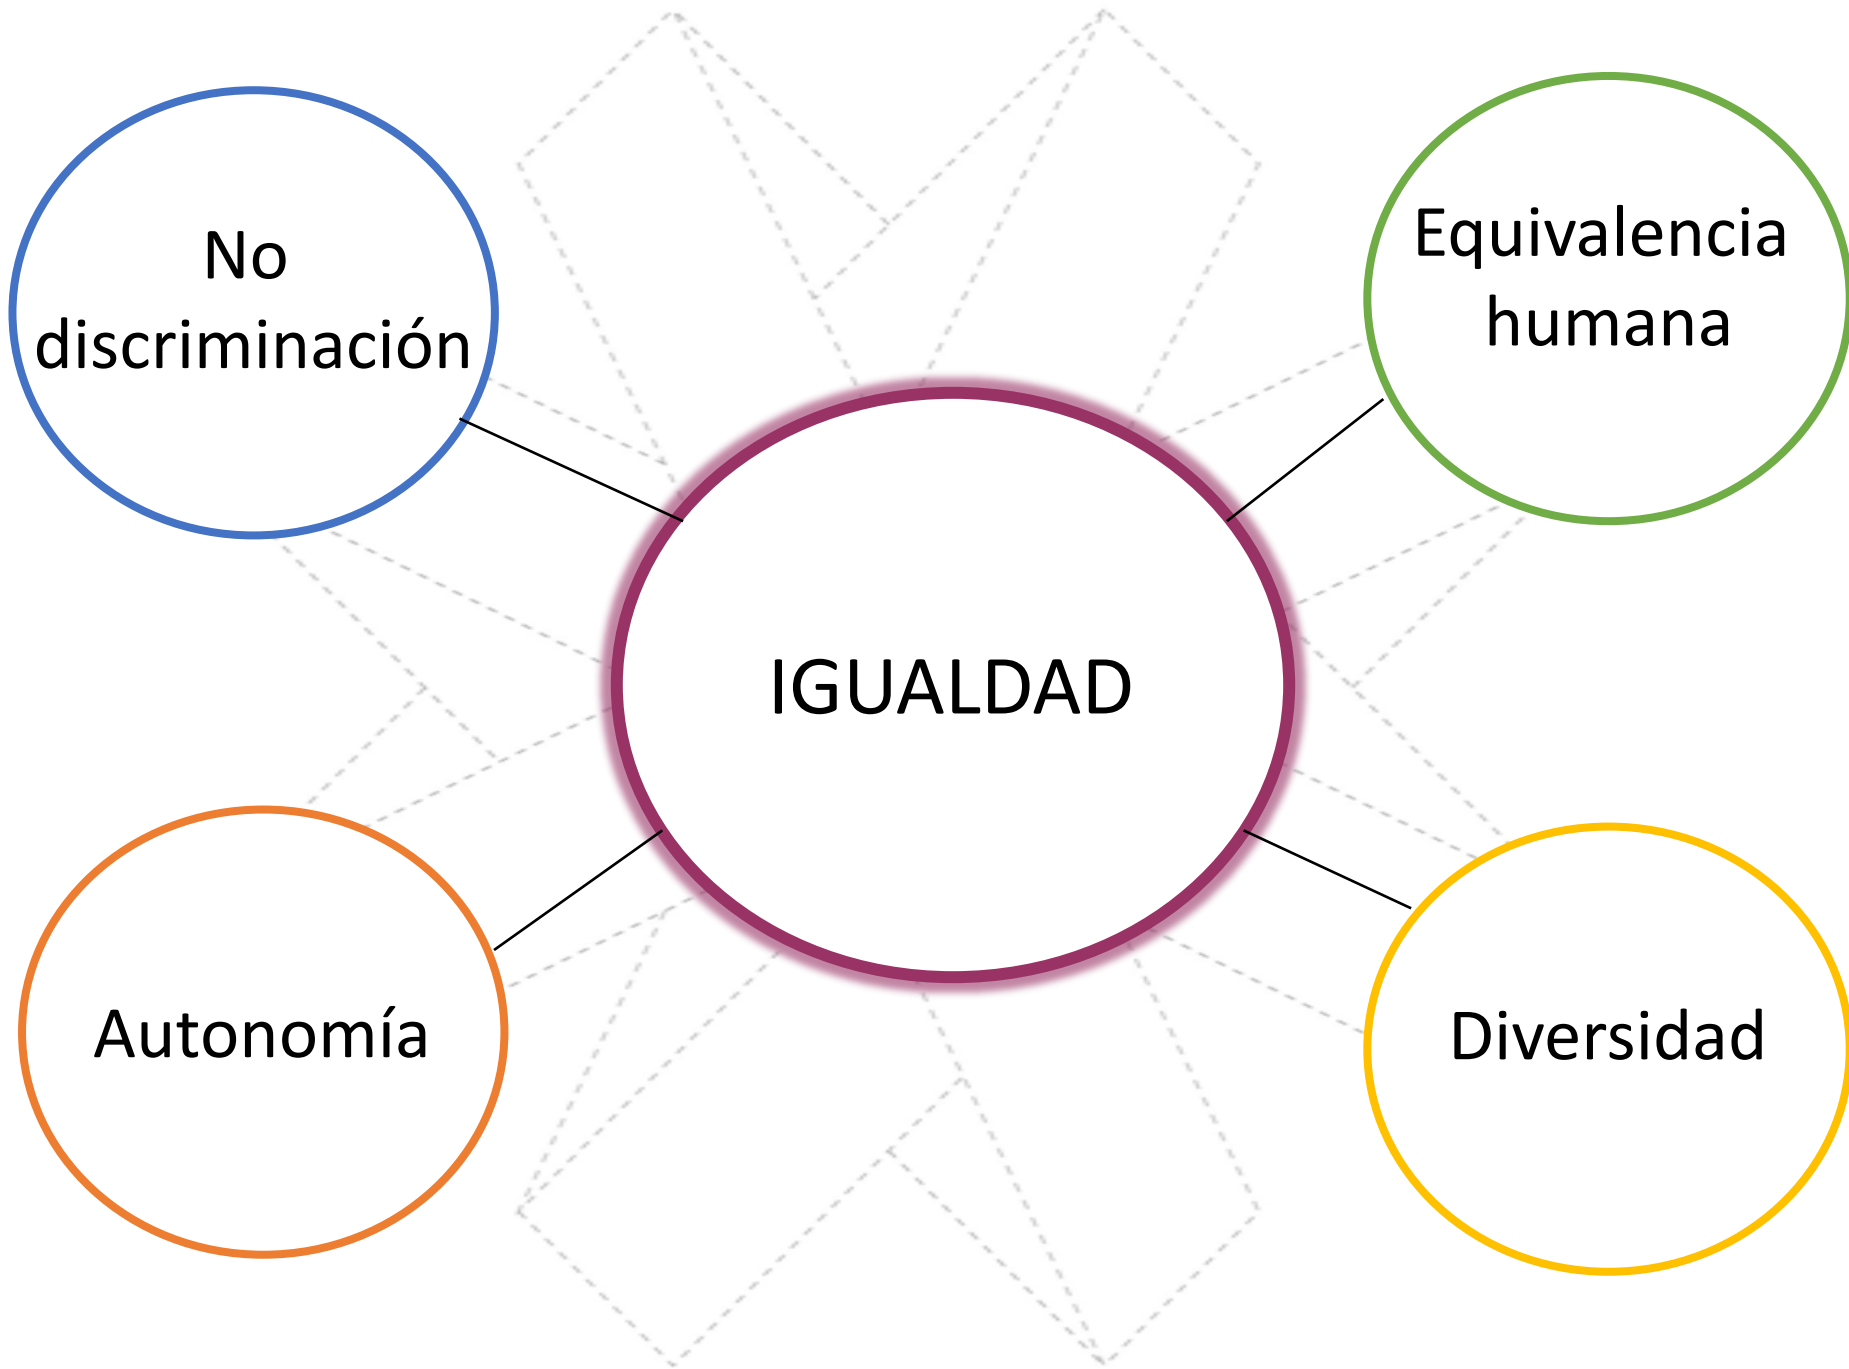 No
discriminación
Equivalencia
humana
IGUALDAD
Autonomía
Diversidad